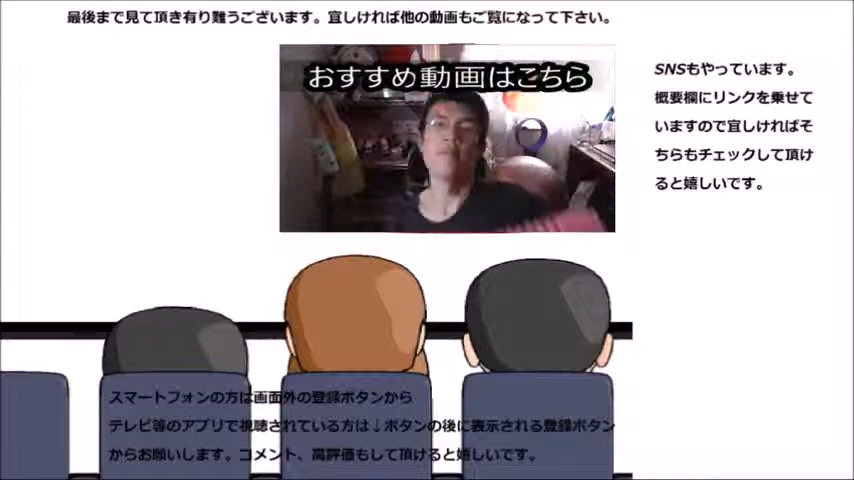 最後まで見て頂き有り難うございます。宜しければ他の動画もご覧になって下さい。
おすすめ動画はこちら
SNSもやっています。
概要欄にリンクを乗せて
いますので宜しければそ
ちらもチェックして頂け
ると嬉しいです。
スマートフォンの方は画面外の登録ボタンから
テレビ等のアプリで視聴されている方は↓ボタンの後に表示される登録ボタン
からお願いします。コメント、高評価もして頂けると嬉しいです。